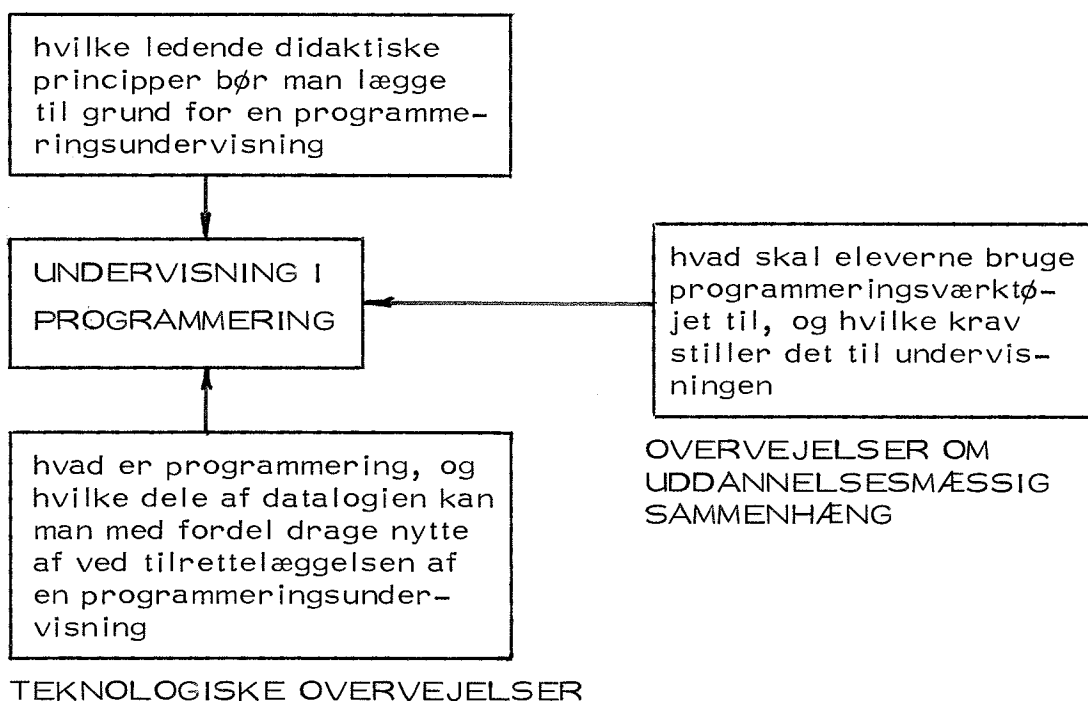 hvilke ledende didaktiske
principper bør man lægge
til grund for en programme-
ringsundervisning
UNDERVISNING I
PROGRAMMERING
hvad skal eleverne bruge
programmeringsværktø-
jet til, og hvilke krav
stiller det til undervis-
ningen
OVERVEJELSER OM
UDDANNELSESMÆSSIG
SAMMENHÆNG
hvad er programmering, og
hvilke dele af datalogien kan
man med fordel drage nytte
af ved tilrettelæggelsen af
en programmeringsunder-
visning
TEKNOLOGISKE OVERVEJELSER